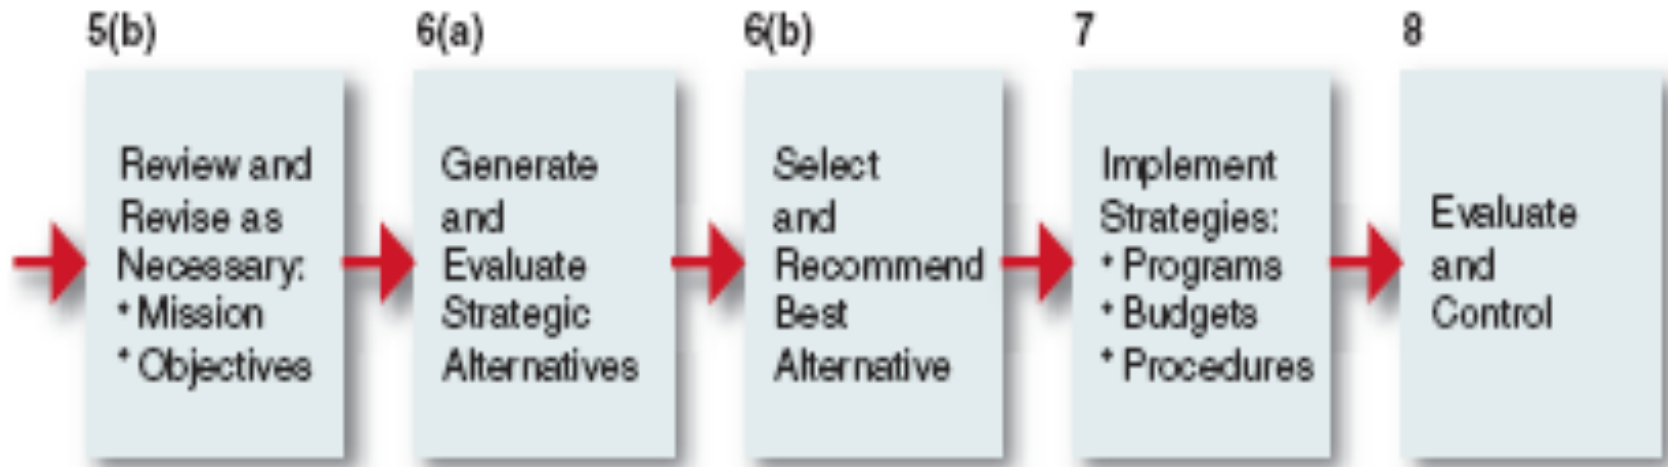 5(b)
Review and
Revise as
Necessary:
• Mission
• Objectives
6(a)
Generate
and
Evaluate
Strategic
Alternatives
6(b)
Select
and
Recommend
Best
Alternative
7
Implement
Strategies:
• Programs
• Budgets
• Procedures
8
Evaluate
and
Control